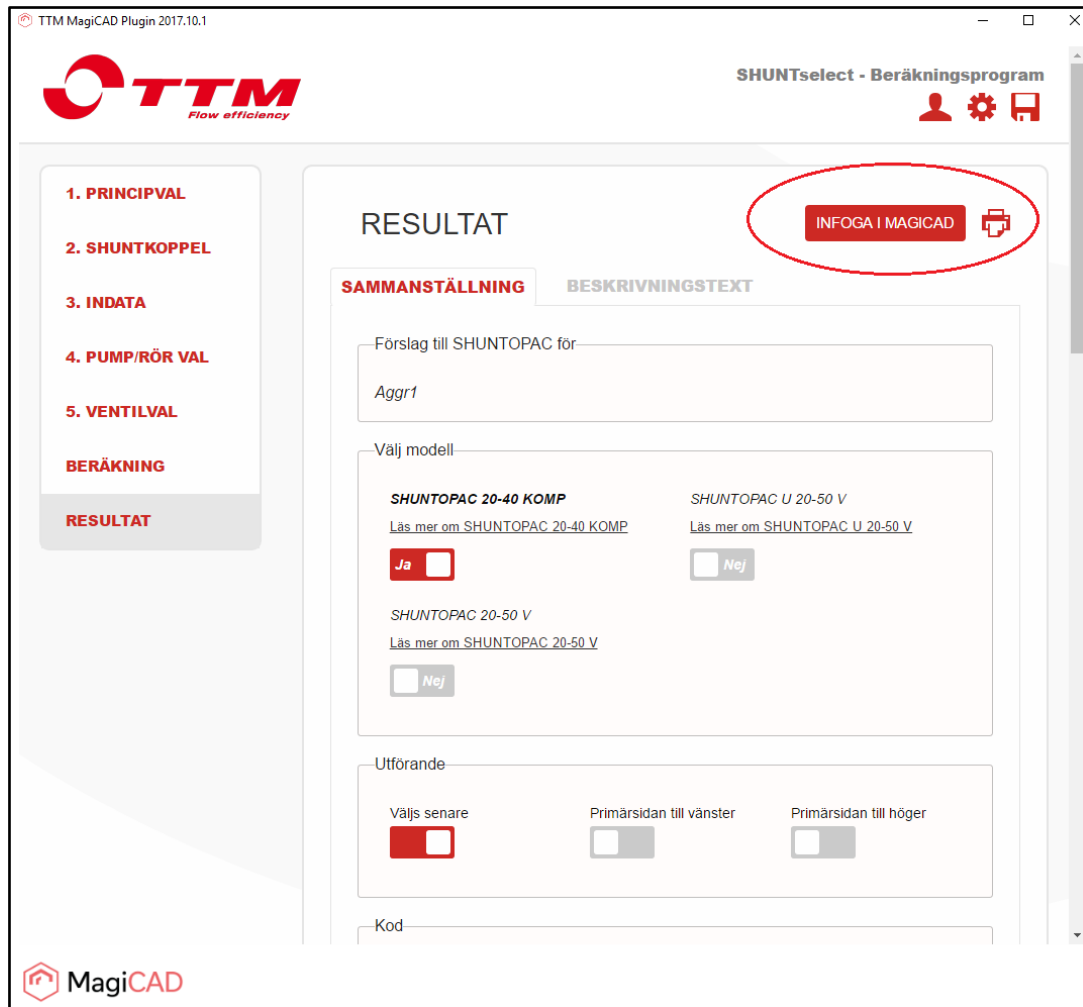 TTM MagiCAD Plugin 2017.10.1
TTM
Flow efficiency
SHUNTselect - Beräkningsprogram
1. PRINCIPVAL
2. SHUNTKOPPEL
3. INDATA
4. PUMP/RÖR VAL
5. VENTILVAL
BERÄKNING
RESULTAT
RESULTAT
INFOGA I MAGICAD
SAMMANSTÄLLNING
BESKRIVNINGSTEXT
Förslag till SHUNTOPAC för
Aggr1
Välj modell
SHUNTOPAC 20-40 KOMP
SHUNTOPAC U 20-50 V
Läs mer om SHUNTOPAC 20-40 KOMP
Läs mer om SHUNTOPAC U 20-50 V
Ja
Nej
SHUNTOPAC 20-50 V
Läs mer om SHUNTOPAC 20-50 V
Nej
Utförande
Väljs senare
Primärsidan till vänster
Primärsidan till höger
Kod
MagiCAD